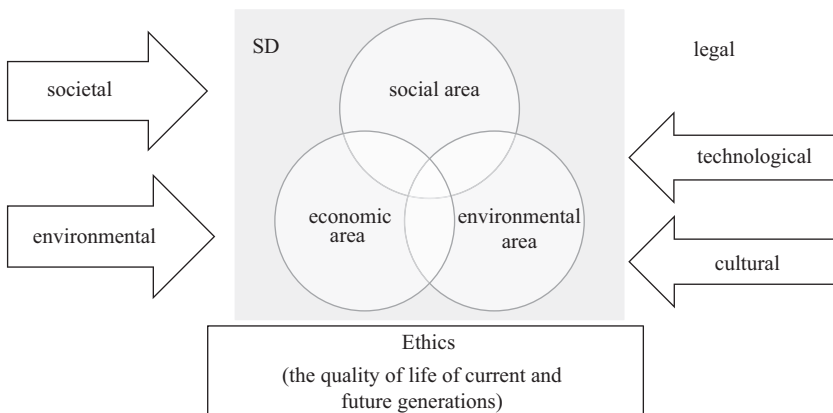 SD
legal
societal
social area
technological
economic
area
environmental
area
environmental
cultural
Ethics
(the quality of life of current and
future generations)